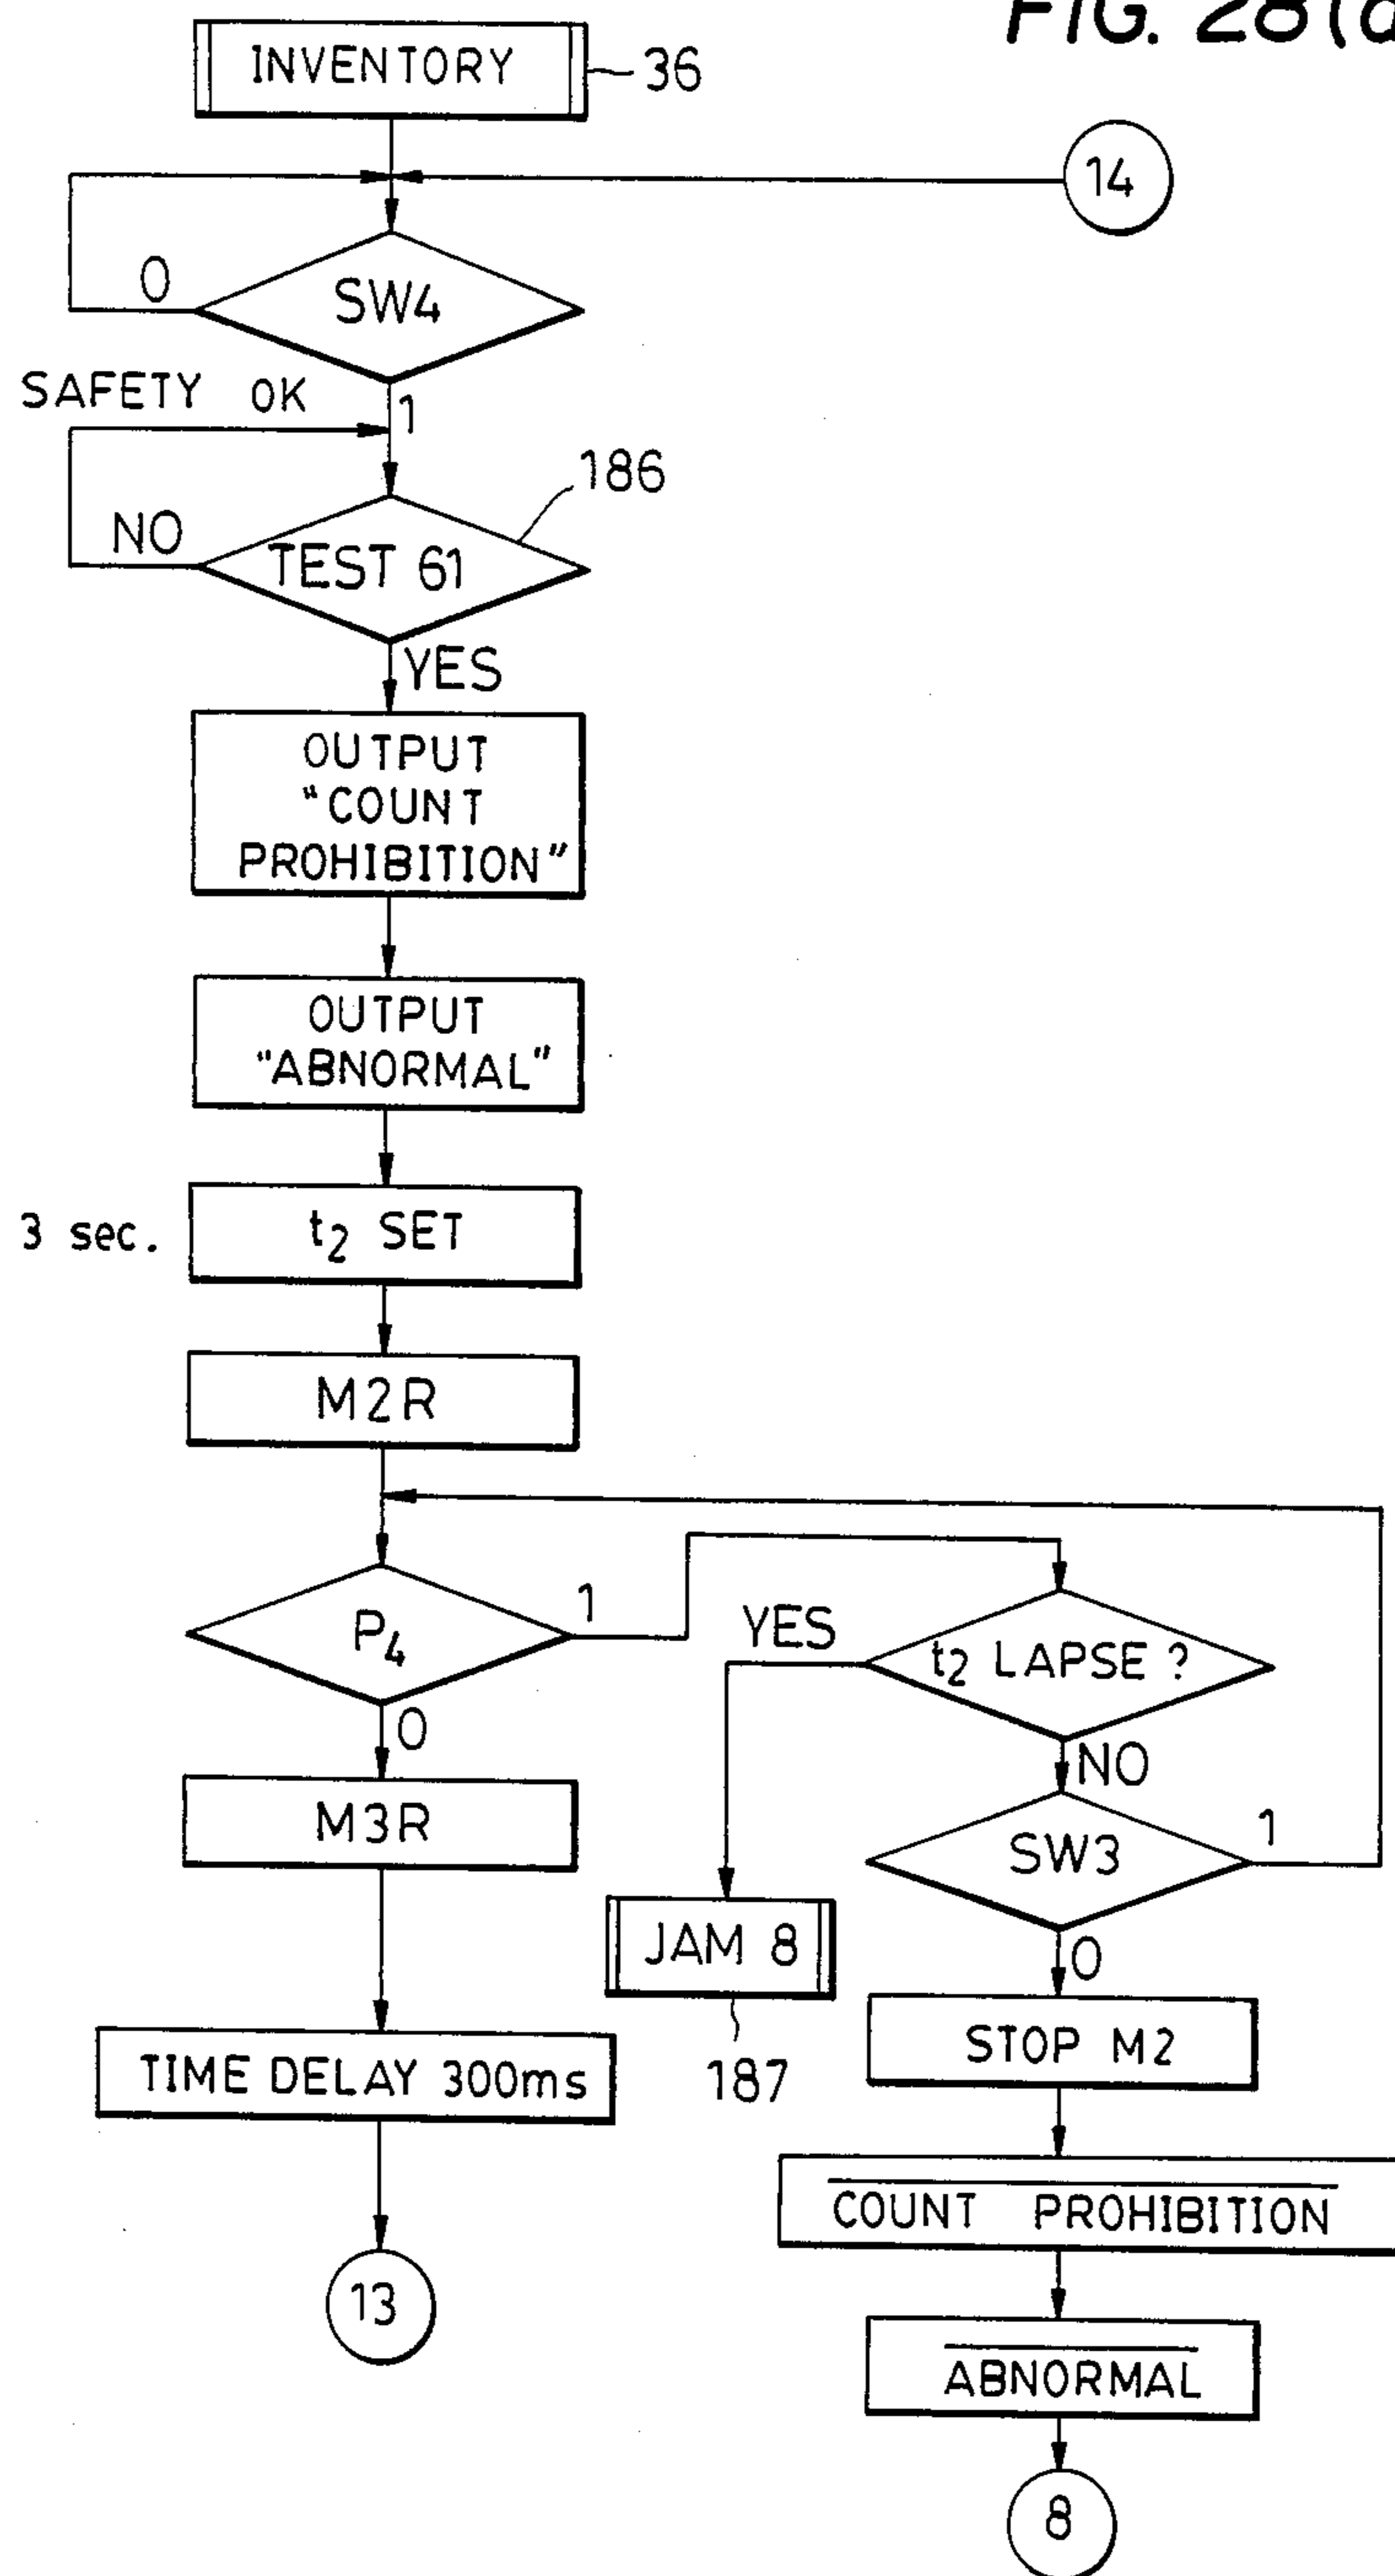 FIG. 28(a
INVENTORY
36
14
SW4
0
SAFETY OK
1
186
NO
TEST 61
YES
OUTPUT
"COUNT
PROHIBITION"
OUTPUT
"ABNORMAL"
3 sec.
t₂ SET
M2R
P₄
1
YES
t₂ LAPSE ?
0
NO
M3R
SW3
1
JAM 8
0
187
STOP M2
TIME DELAY 300ms
COUNT PROHIBITION
13
ABNORMAL
8